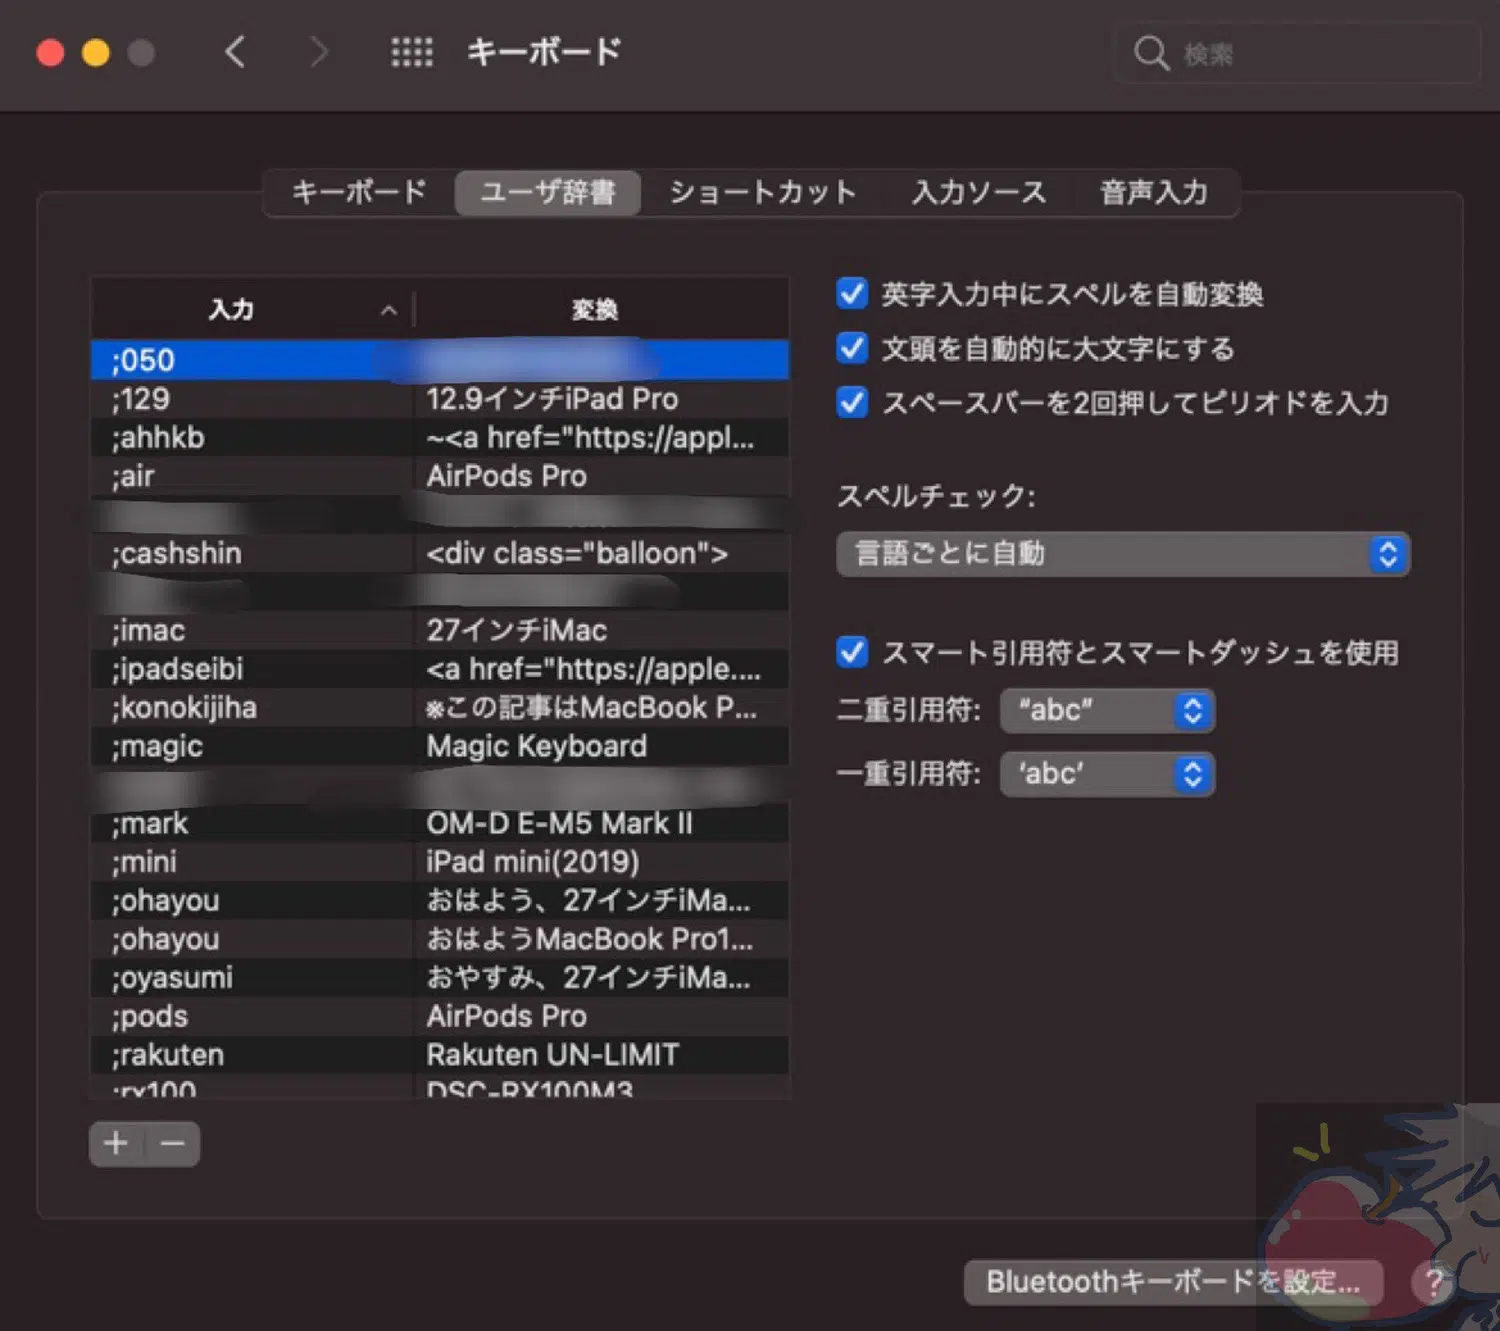 キーボード
検索
キーボード ユーザ辞書 ショートカット 入力ソース 音声入力
入力 変換
;050
;129 12.9インチiPad Pro
;ahhkb ~<a href="https://appl...
;air AirPods Pro
;cashshin <div class="balloon">
;imac 27インチiMac
;ipadseibi <a href="https://apple....
;konokijiha ※この記事はMacBook P...
;magic Magic Keyboard
;mark OM-D E-M5 Mark II
;mini iPad mini(2019)
;ohayou おはよう、27インチiMa...
;ohayou おはようMacBook Pro1...
;oyasumi おやすみ、27インチiMa...
;pods AirPods Pro
;rakuten Rakuten UN-LIMIT
;rx100 DSC-RX100M3
英字入力中にスペルを自動変換
文頭を自動的に大文字にする
スペースバーを2回押してピリオドを入力
スペルチェック:
言語ごとに自動
スマート引用符とスマートダッシュを使用
二重引用符: “abc”
一重引用符: ‘abc’
+ −
Bluetoothキーボードを設定... ?